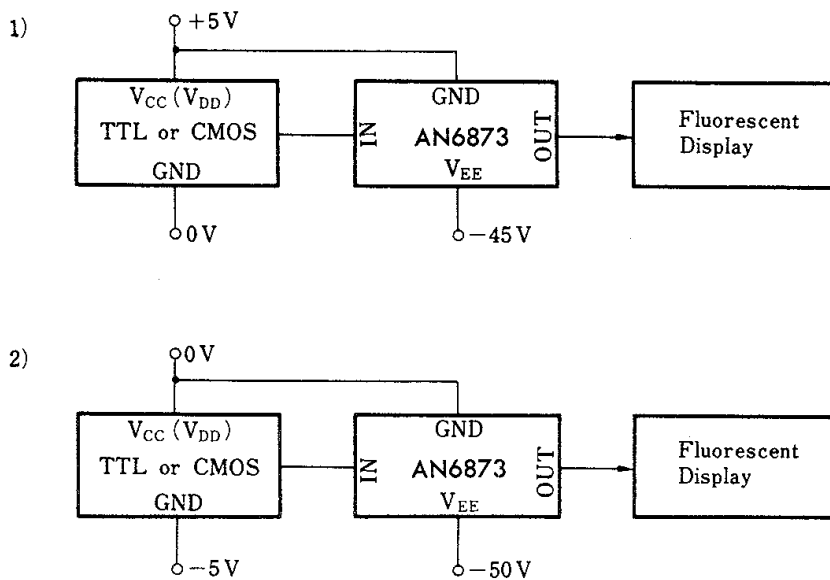 1)
+5V
VCC (VDD)
TTL or CMOS
GND
0V
GND
IN
AN6873
OUT
VEE
−45V
Fluorescent
Display
2)
0V
VCC (VDD)
TTL or CMOS
GND
−5V
GND
IN
AN6873
OUT
VEE
−50V
Fluorescent
Display